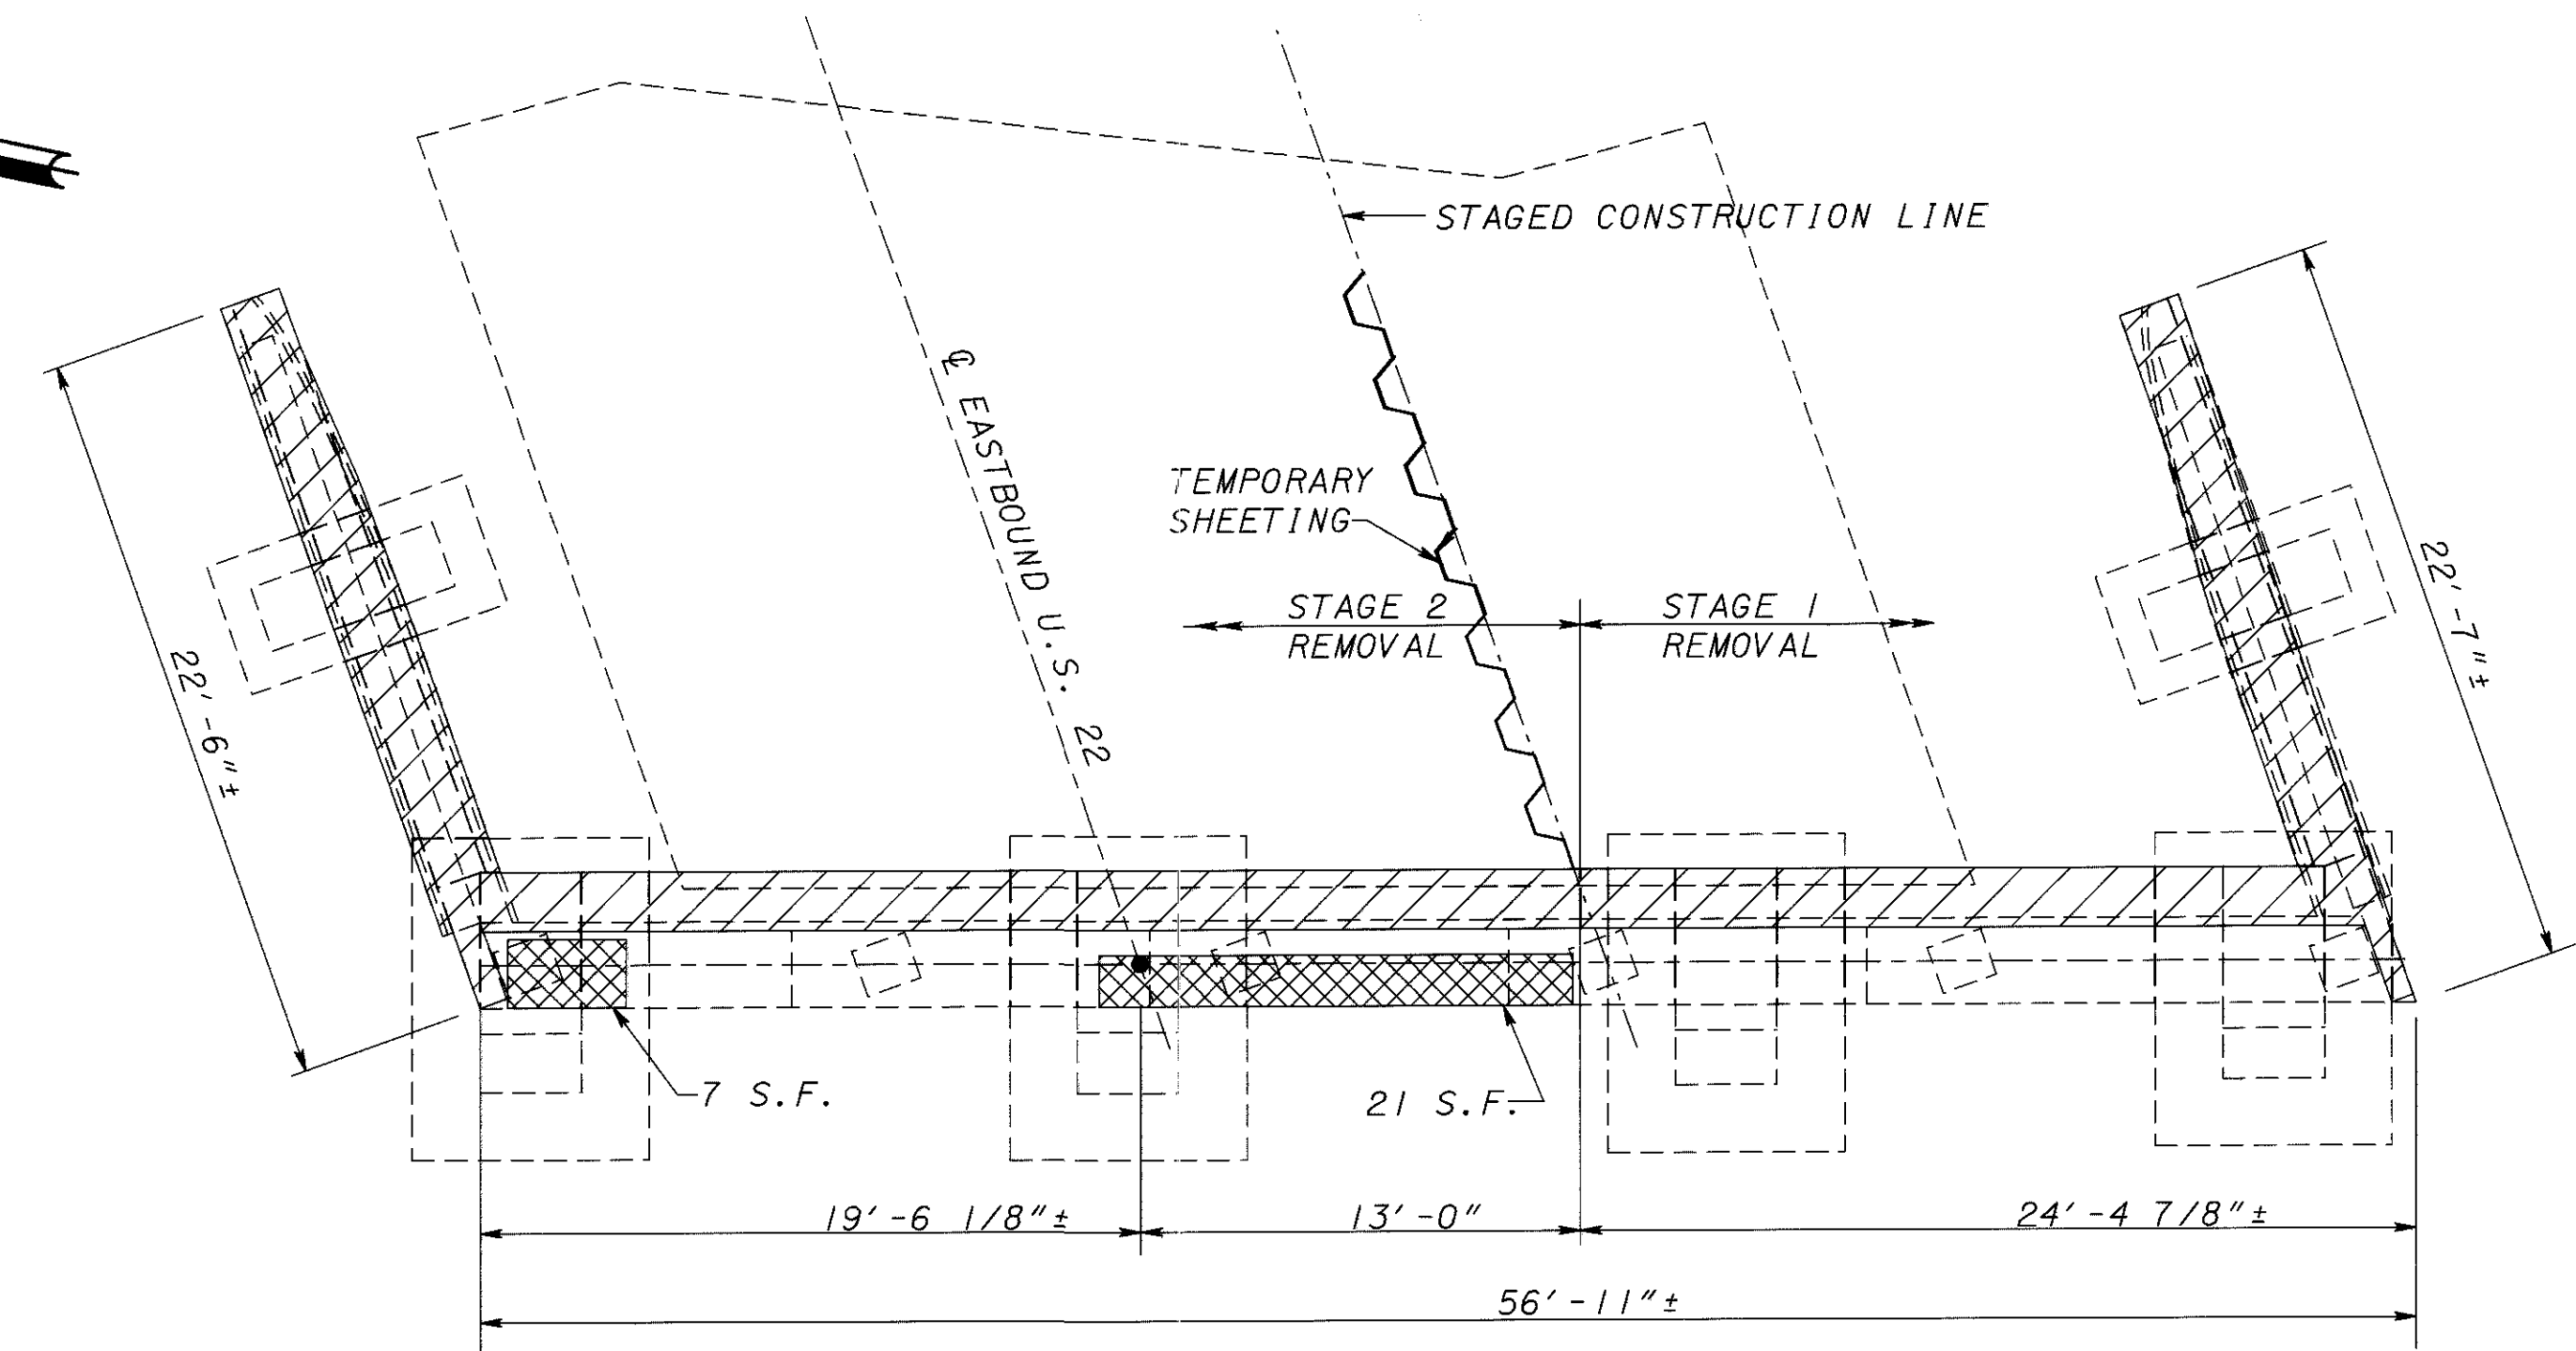 STAGED CONSTRUCTION LINE
℄ EASTBOUND U.S. 22
TEMPORARY
SHEETING
STAGE 2
REMOVAL
STAGE 1
REMOVAL
22'-6"±
22'-7"±
7 S.F.
21 S.F.
19'-6 1/8"±
13'-0"
24'-4 7/8"±
56'-11"±